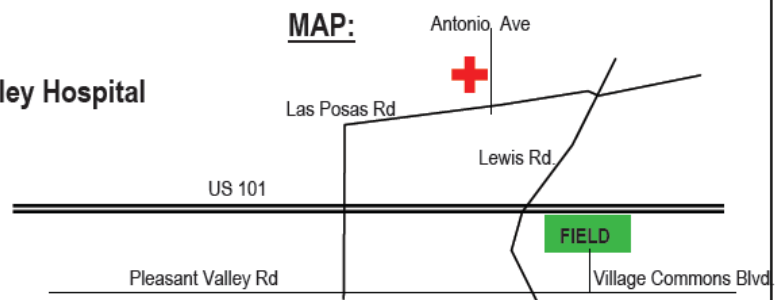 MAP:
Antonio Ave
ley Hospital
Las Posas Rd
Lewis Rd.
US 101
FIELD
Pleasant Valley Rd
Village Commons Blvd